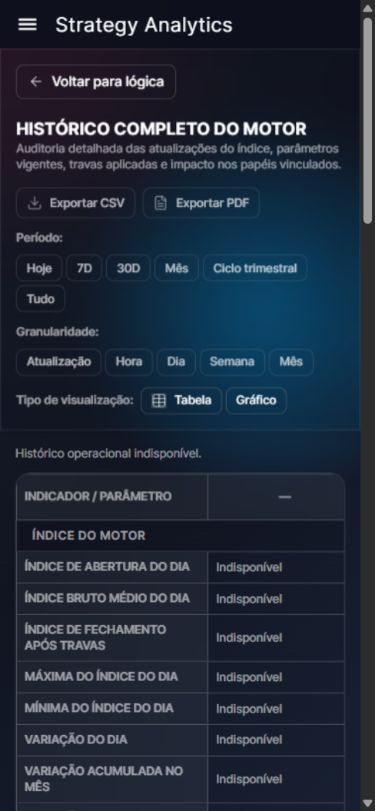 Strategy Analytics
← Voltar para lógica
HISTÓRICO COMPLETO DO MOTOR
Auditoria detalhada das atualizações do índice, parâmetros
vigentes, travas aplicadas e impacto nos papéis vinculados.
Exportar CSV Exportar PDF
Período:
Hoje 7D 30D Mês Ciclo trimestral
Tudo
Granularidade:
Atualização Hora Dia Semana Mês
Tipo de visualização: Tabela Gráfico
Histórico operacional indisponível.
INDICADOR / PARÂMETRO —
ÍNDICE DO MOTOR
ÍNDICE DE ABERTURA DO DIA Indisponível
ÍNDICE BRUTO MÉDIO DO DIA Indisponível
ÍNDICE DE FECHAMENTO
APÓS TRAVAS Indisponível
MÁXIMA DO ÍNDICE DO DIA Indisponível
MÍNIMA DO ÍNDICE DO DIA Indisponível
VARIAÇÃO DO DIA Indisponível
VARIAÇÃO ACUMULADA NO
MÊS Indisponível